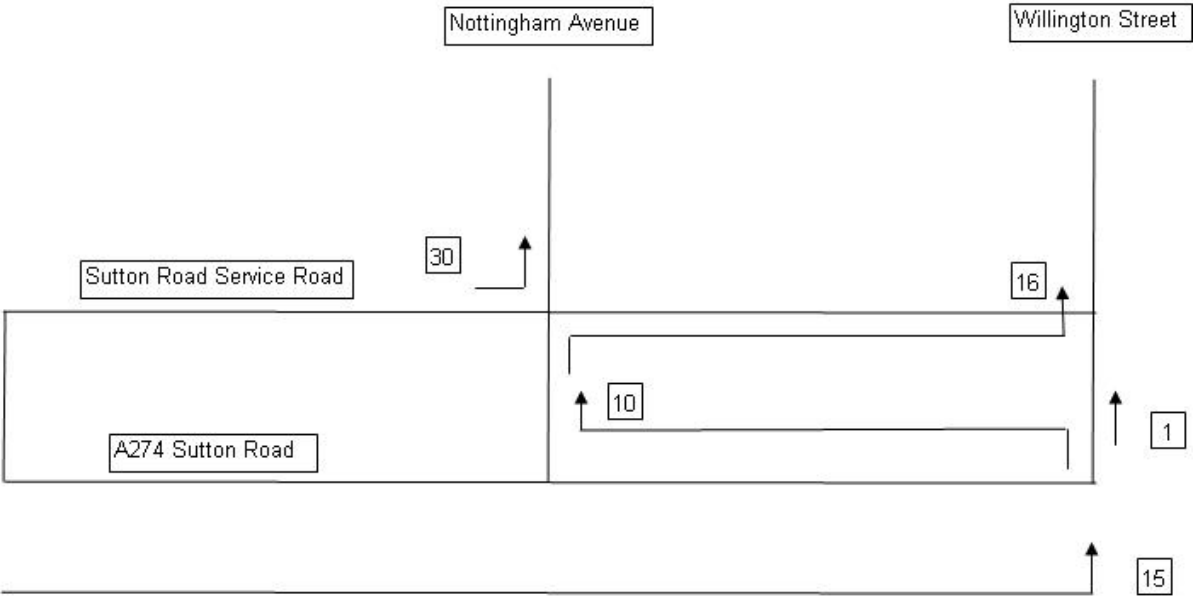 Nottingham Avenue
Willington Street
30
Sutton Road Service Road
16
10
A274 Sutton Road
1
15